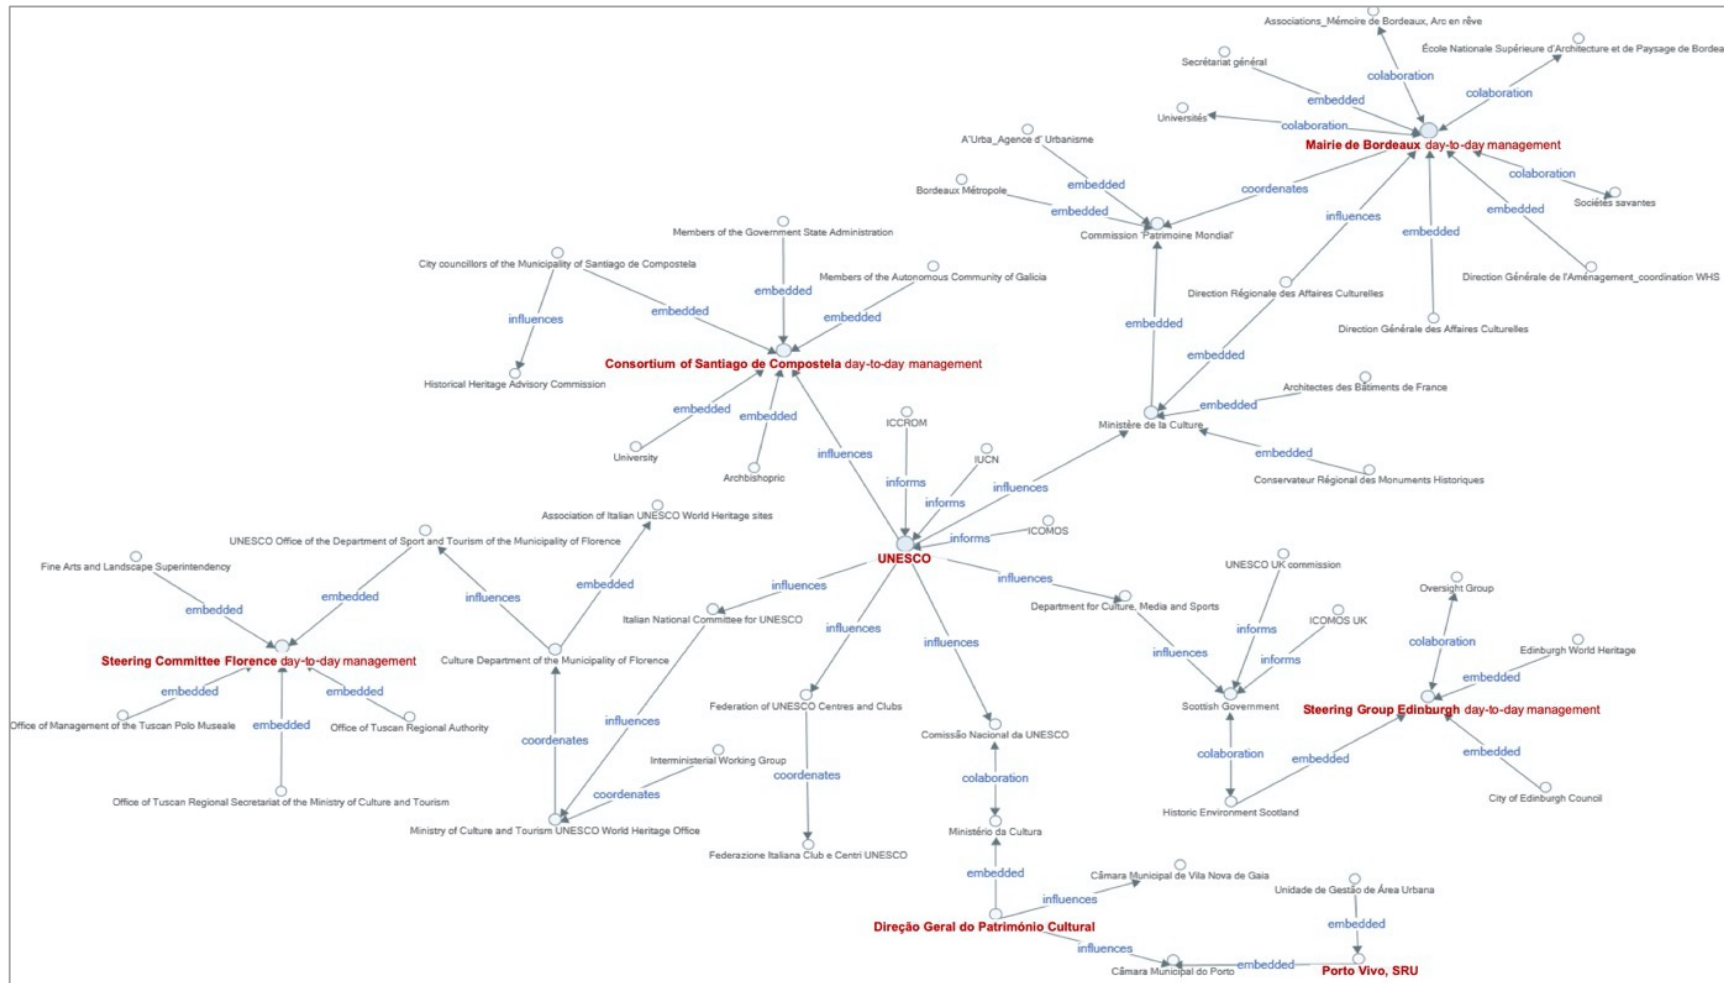 Associations_Mémoire de Bordeaux, Arc en rêve
École Nationale Supérieure d'Architecture et de Paysage de Bordea
Secrétariat général
colaboration
colaboration
embedded
Universités
colaboration
A'Urba_Agence d' Urbanisme
Mairie de Bordeaux day-to-day management
colaboration
embedded
coordenates
Bordeaux Métropole
embedded
Sociétés savantes
influences
embedded
embedded
Commission 'Patrimoine Mondial'
Members of the Government State Administration
City councillors of the Municipality of Santiago de Compostela
Members of the Autonomous Community of Galicia
Direction Générale de l'Aménagement_coordination WHS
Direction Régionale des Affaires Culturelles
embedded
embedded
influences
embedded
embedded
Direction Générale des Affaires Culturelles
embedded
Consortium of Santiago de Compostela day-to-day management
Historical Heritage Advisory Commission
Architectes des Bâtiments de France
embedded
embedded
embedded
ICCROM
Ministère de la Culture
University
influences
IUCN
embedded
Archbishopric
informs
influences
Conservateur Régional des Monuments Historiques
informs
Association of Italian UNESCO World Heritage sites
ICOMOS
informs
UNESCO Office of the Department of Sport and Tourism of the Municipality of Florence
UNESCO
Fine Arts and Landscape Superintendency
UNESCO UK commission
influences
influences
embedded
Oversight Group
embedded
embedded
influences
Department for Culture, Media and Sports
Italian National Committee for UNESCO
ICOMOS UK
influences
informs
influences
colaboration
influences
informs
Edinburgh World Heritage
Steering Committee Florence day-to-day management
Culture Department of the Municipality of Florence
embedded
embedded
embedded
Federation of UNESCO Centres and Clubs
Scottish Government
Steering Group Edinburgh day-to-day management
Office of Management of the Tuscan Polo Museale
embedded
Office of Tuscan Regional Authority
influences
Comissão Nacional da UNESCO
coordenates
colaboration
embedded
embedded
Interministerial Working Group
coordenates
colaboration
coordenates
Office of Tuscan Regional Secretariat of the Ministry of Culture and Tourism
City of Edinburgh Council
Historic Environment Scotland
Ministry of Culture and Tourism UNESCO World Heritage Office
Ministério da Cultura
Federazione Italiana Club e Centri UNESCO
embedded
Câmara Municipal de Vila Nova de Gaia
Unidade de Gestão de Área Urbana
influences
Direção Geral do Património Cultural
embedded
influences
Câmara Municipal do Porto
embedded
Porto Vivo, SRU